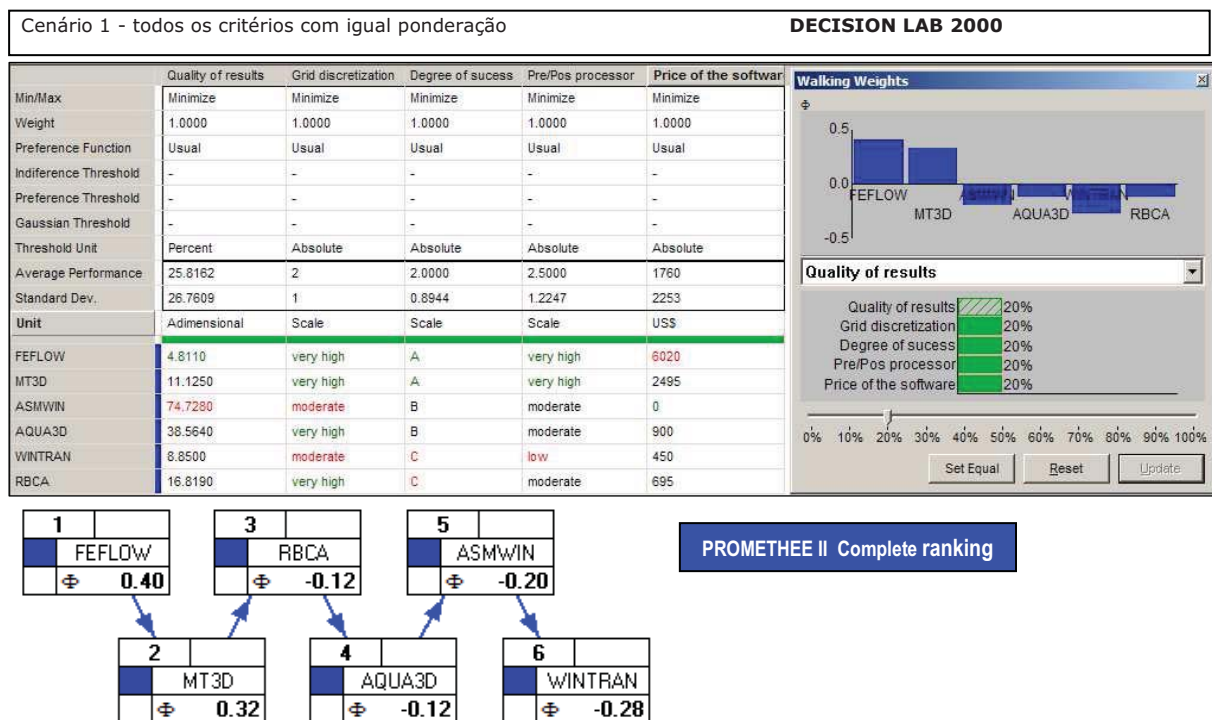 Cenário 1 - todos os critérios com igual ponderação DECISION LAB 2000
Quality of results Grid discretization Degree of sucess Pre/Pos processor Price of the softwar
Min/Max Minimize Minimize Minimize Minimize Minimize
Weight 1.0000 1.0000 1.0000 1.0000 1.0000
Preference Function Usual Usual Usual Usual Usual
Indiference Threshold - - - - -
Preference Threshold - - - - -
Gaussian Threshold - - - - -
Threshold Unit Percent Absolute Absolute Absolute Absolute
Average Performance 25.8162 2 2.0000 2.5000 1760
Standard Dev. 26.7609 1 0.8944 1.2247 2253
Unit Adimensional Scale Scale Scale US$
FEFLOW 4.8110 very high A very high 6020
MT3D 11.1250 very high A very high 2495
ASMWIN 74.7280 moderate B moderate 0
AQUA3D 38.5640 very high B moderate 900
WINTRAN 8.8500 moderate C low 450
RBCA 16.8190 very high C moderate 695
Walking Weights
Φ
0.5
0.0
-0.5
FEFLOW ASMWIN WINTRAN
MT3D AQUA3D RBCA
Quality of results
Quality of results 20%
Grid discretization 20%
Degree of sucess 20%
Pre/Pos processor 20%
Price of the software 20%
0% 10% 20% 30% 40% 50% 60% 70% 80% 90% 100%
Set Equal Reset Update
1
FEFLOW
Φ 0.40
2
MT3D
Φ 0.32
3
RBCA
Φ -0.12
4
AQUA3D
Φ -0.12
5
ASMWIN
Φ -0.20
6
WINTRAN
Φ -0.28
PROMETHEE II Complete ranking